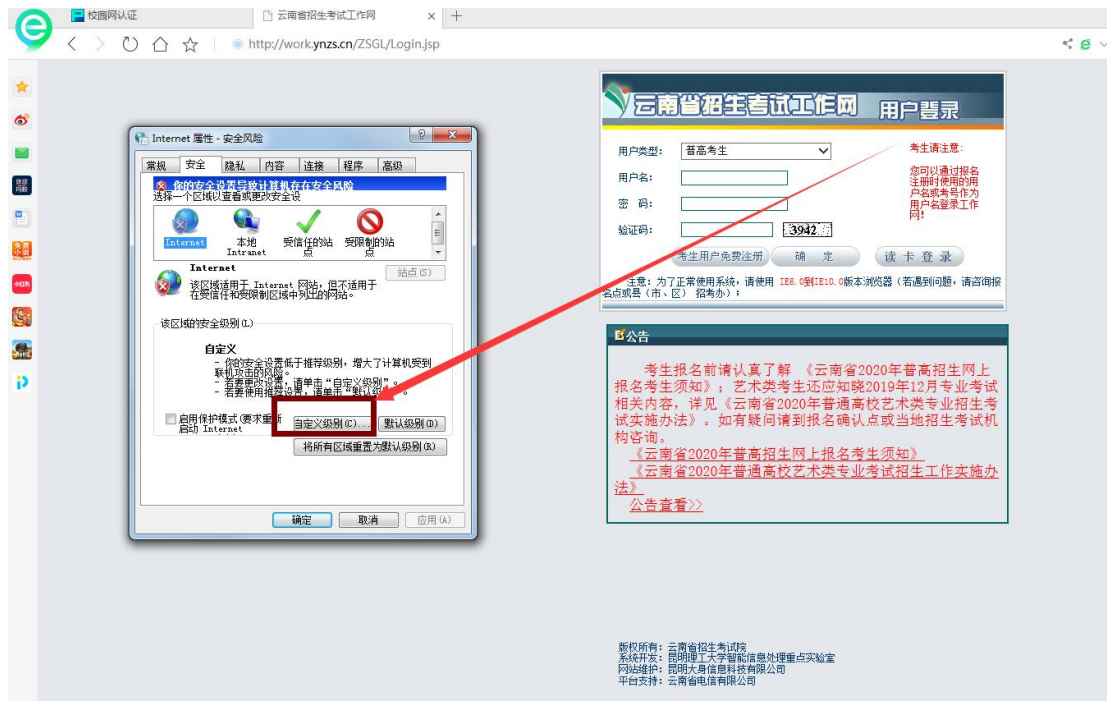 校园网认证
云南省招生考试工作网
http://work.ynzs.cn/ZSGL/Login.jsp
Internet 属性 - 安全风险
常规 安全 隐私 内容 连接 程序 高级
你的安全设置导致计算机存在安全风险
选择一个区域以查看或更改安全设
Internet
本地
Intranet
受信任的站
点
受限制的站
点
Internet
站点(S)
该区域适用于 Internet 网站，但不适用于
在受信任和受限制区域中列出的网站。
该区域的安全级别(L)
自定义
- 你的安全设置低于推荐级别，增大了计算机受到
联机攻击的风险。
- 若要更改设置，请单击“自定义级别”。
- 若要使用推荐设置，请单击“默认级别”。
启用保护模式(要求重新
启动 Internet
自定义级别(C)...
默认级别(D)
将所有区域重置为默认级别(R)
确定 取消 应用(A)
云南省招生考试工作网 用户登录
用户类型： 普高考生
用户名：
密 码：
验证码： 3942
考生请注意：
您可以通过报名
注册时使用的用
户名或考号作为
用户名登录工作
网！
考生用户免费注册 确 定 读 卡 登 录
注意：为了正常使用系统，请使用 IE6.0到IE10.0版本浏览器（若遇到问题，请咨询报
名点或县（市、区） 招考办）；
公告
考生报名前请认真了解 《云南省2020年普高招生网上
报名考生须知》；艺术类考生还应知晓2019年12月专业考试
相关内容，详见《云南省2020年普通高校艺术类专业招生考
试实施办法》。如有疑问请到报名确认点或当地招生考试机
构咨询。
《云南省2020年普高招生网上报名考生须知》
《云南省2020年普通高校艺术类专业考试招生工作实施办
法》
公告查看>>
版权所有：云南省招生考试院
系统开发：昆明理工大学智能信息处理重点实验室
网站维护：昆明大身信息科技有限公司
平台支持：云南省电信有限公司